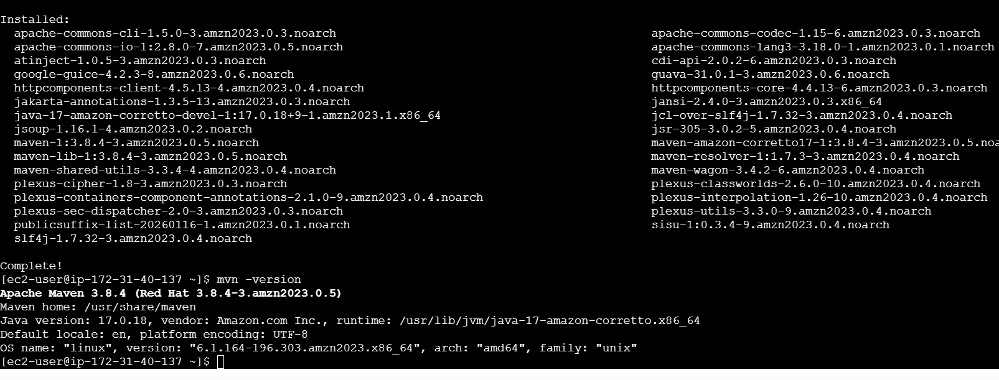 Installed:
apache-commons-cli-1.5.0-3.amzn2023.0.3.noarch apache-commons-codec-1.15-6.amzn2023.0.3.noarch
apache-commons-io-1:2.8.0-7.amzn2023.0.5.noarch apache-commons-lang3-3.18.0-1.amzn2023.0.1.noarch
atinject-1.0.5-3.amzn2023.0.3.noarch cdi-api-2.0.2-6.amzn2023.0.3.noarch
google-guice-4.2.3-8.amzn2023.0.6.noarch guava-31.0.1-3.amzn2023.0.6.noarch
httpcomponents-client-4.5.13-4.amzn2023.0.4.noarch httpcomponents-core-4.4.13-6.amzn2023.0.3.noarch
jakarta-annotations-1.3.5-13.amzn2023.0.3.noarch jansi-2.4.0-3.amzn2023.0.3.x86_64
java-17-amazon-corretto-devel-1:17.0.18+9-1.amzn2023.1.x86_64 jcl-over-slf4j-1.7.32-3.amzn2023.0.4.noarch
jsoup-1.16.1-4.amzn2023.0.2.noarch jsr-305-3.0.2-5.amzn2023.0.4.noarch
maven-1:3.8.4-3.amzn2023.0.5.noarch maven-amazon-corretto17-1:3.8.4-3.amzn2023.0.5.noa
maven-lib-1:3.8.4-3.amzn2023.0.5.noarch maven-resolver-1:1.7.3-3.amzn2023.0.4.noarch
maven-shared-utils-3.3.4-4.amzn2023.0.4.noarch maven-wagon-3.4.2-6.amzn2023.0.4.noarch
plexus-cipher-1.8-3.amzn2023.0.3.noarch plexus-classworlds-2.6.0-10.amzn2023.0.4.noarch
plexus-containers-component-annotations-2.1.0-9.amzn2023.0.4.noarch plexus-interpolation-1.26-10.amzn2023.0.4.noarch
plexus-sec-dispatcher-2.0-3.amzn2023.0.3.noarch plexus-utils-3.3.0-9.amzn2023.0.4.noarch
publicsuffix-list-20260116-1.amzn2023.0.1.noarch sisu-1:0.3.4-9.amzn2023.0.4.noarch
slf4j-1.7.32-3.amzn2023.0.4.noarch
Complete!
[ec2-user@ip-172-31-40-137 ~]$ mvn -version
Apache Maven 3.8.4 (Red Hat 3.8.4-3.amzn2023.0.5)
Maven home: /usr/share/maven
Java version: 17.0.18, vendor: Amazon.com Inc., runtime: /usr/lib/jvm/java-17-amazon-corretto.x86_64
Default locale: en, platform encoding: UTF-8
OS name: "linux", version: "6.1.164-196.303.amzn2023.x86_64", arch: "amd64", family: "unix"
[ec2-user@ip-172-31-40-137 ~]$